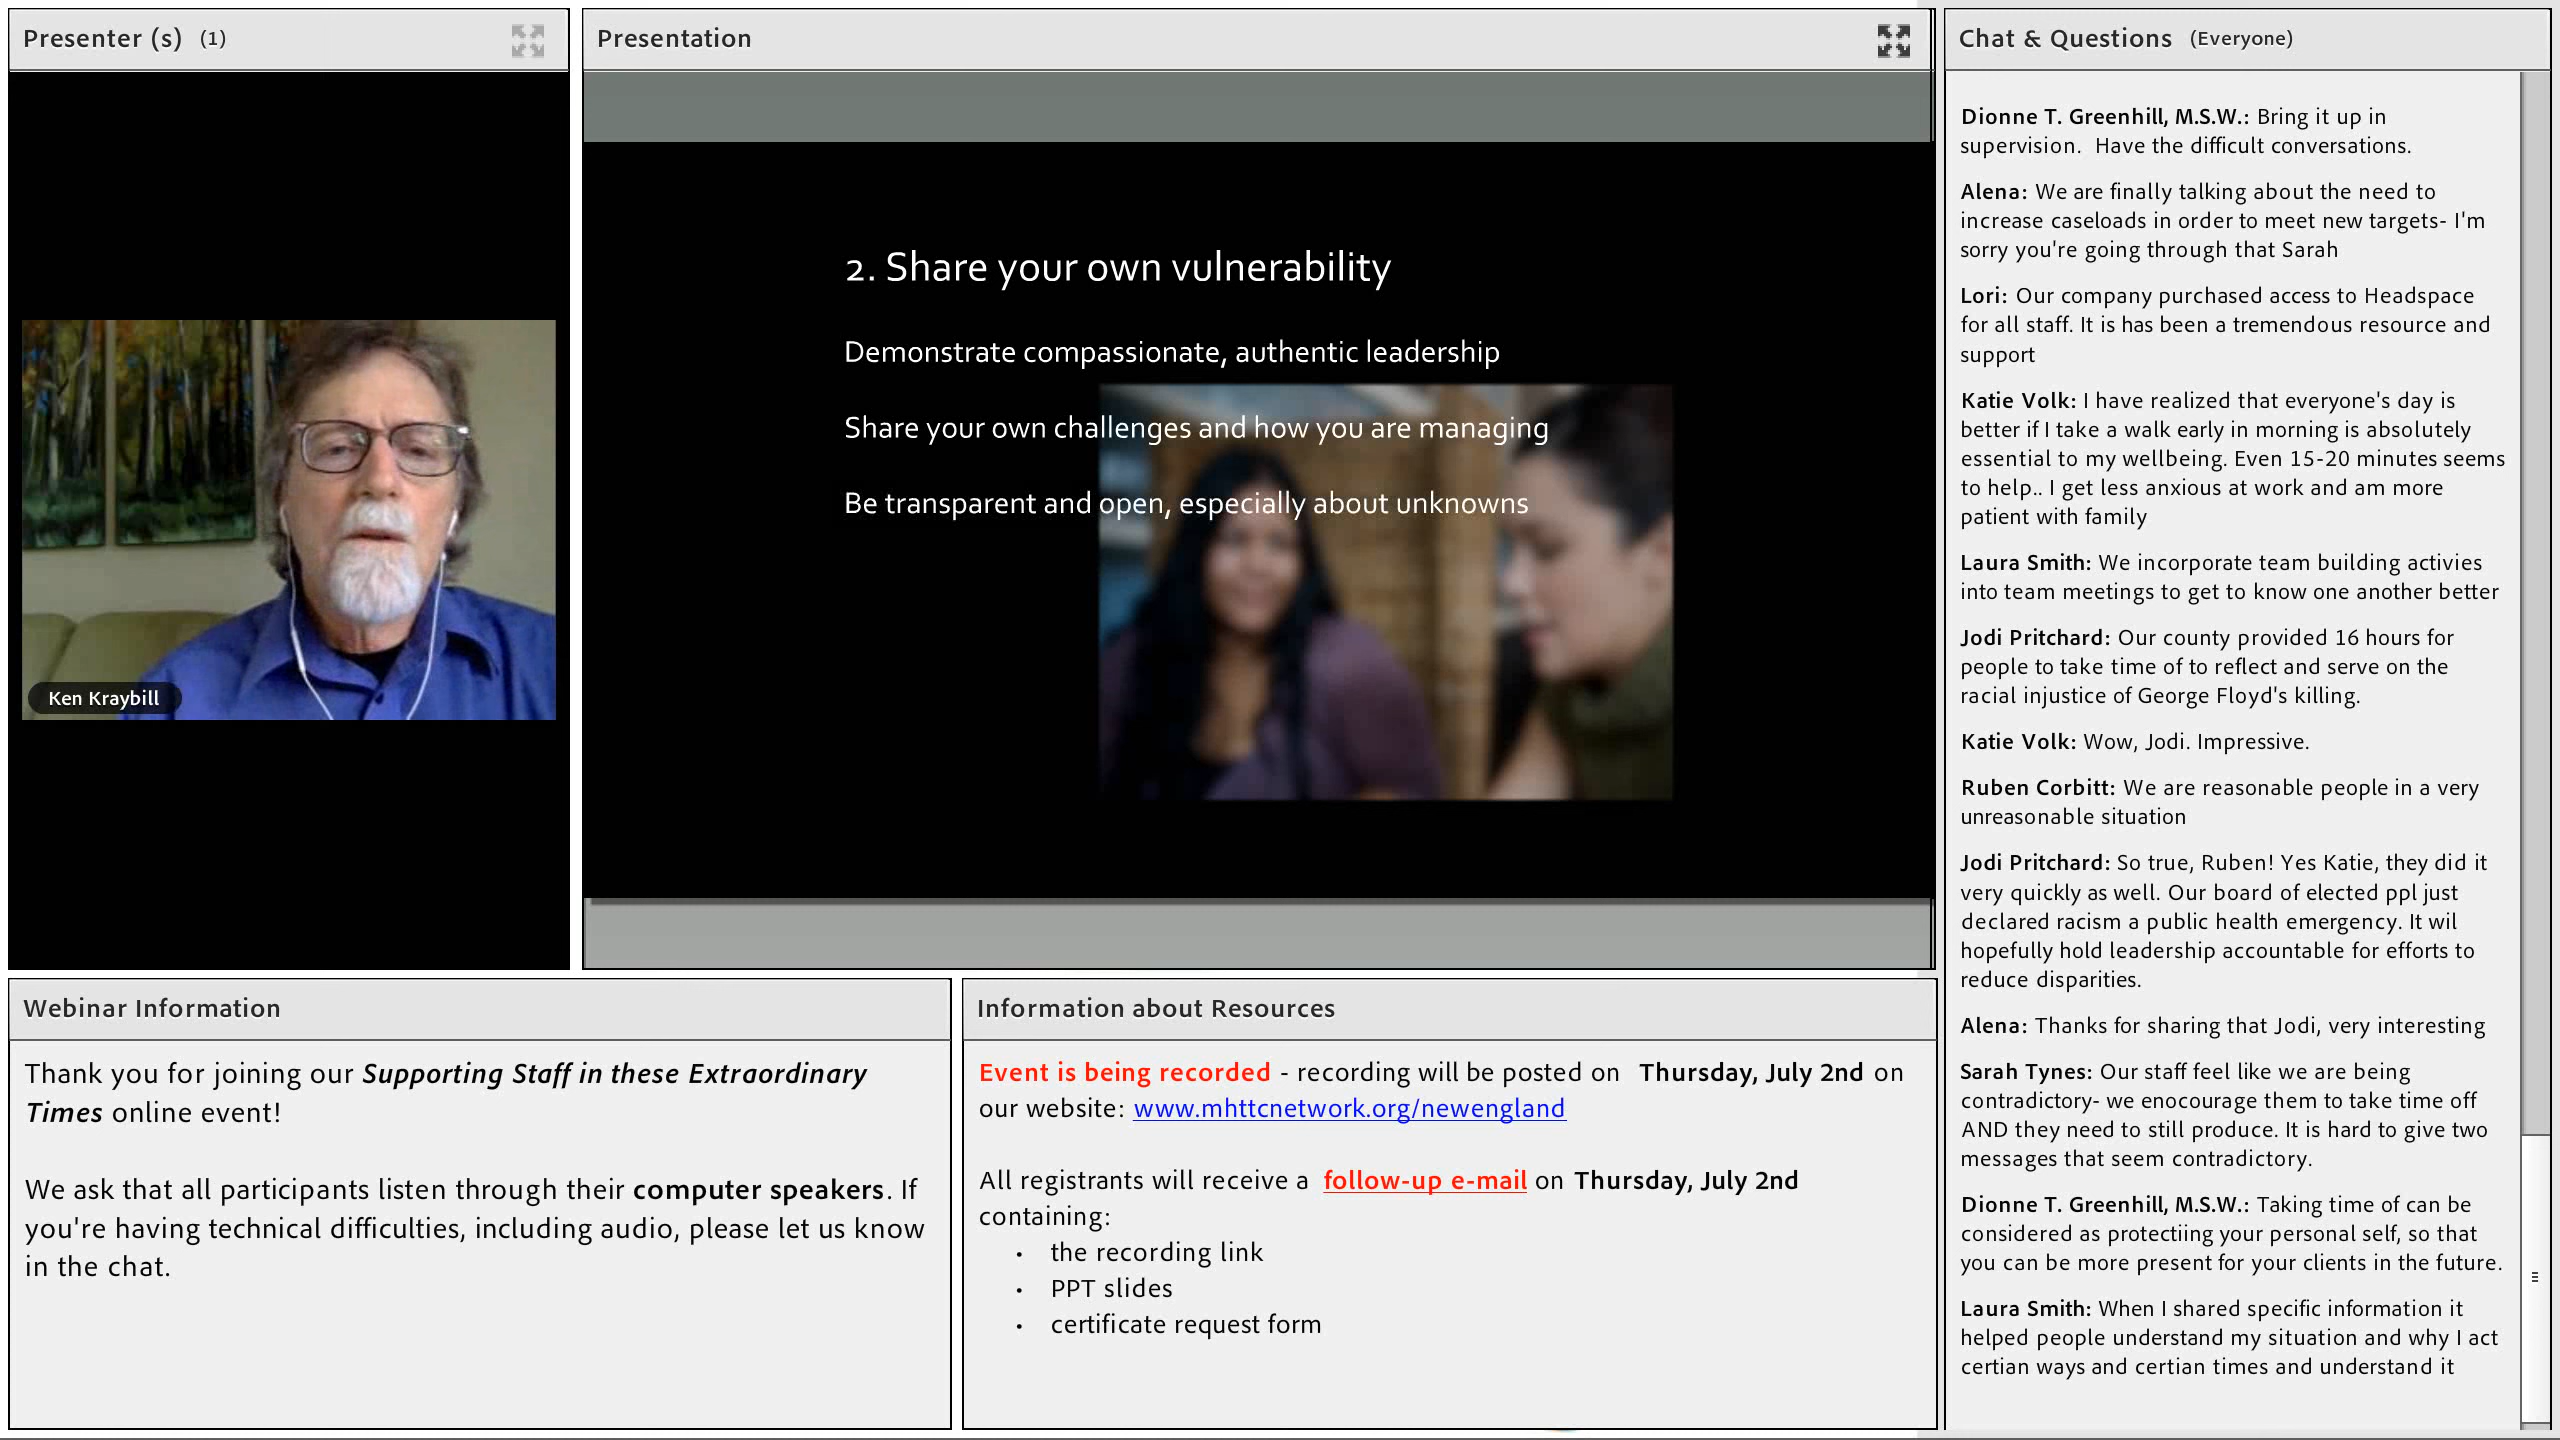 Presenter (s) (1)
Ken Kraybill
Presentation
2. Share your own vulnerability
Demonstrate compassionate, authentic leadership
Share your own challenges and how you are managing
Be transparent and open, especially about unknowns
Webinar Information
Thank you for joining our Supporting Staff in these Extraordinary
Times online event!
We ask that all participants listen through their computer speakers. If
you're having technical difficulties, including audio, please let us know
in the chat.
Information about Resources
Event is being recorded - recording will be posted on Thursday, July 2nd on
our website: www.mhttcnetwork.org/newengland
All registrants will receive a follow-up e-mail on Thursday, July 2nd
containing:
• the recording link
• PPT slides
• certificate request form
Chat & Questions (Everyone)
Dionne T. Greenhill, M.S.W.: Bring it up in
supervision. Have the difficult conversations.
Alena: We are finally talking about the need to
increase caseloads in order to meet new targets- I'm
sorry you're going through that Sarah
Lori: Our company purchased access to Headspace
for all staff. It is has been a tremendous resource and
support
Katie Volk: I have realized that everyone's day is
better if I take a walk early in morning is absolutely
essential to my wellbeing. Even 15-20 minutes seems
to help.. I get less anxious at work and am more
patient with family
Laura Smith: We incorporate team building activies
into team meetings to get to know one another better
Jodi Pritchard: Our county provided 16 hours for
people to take time of to reflect and serve on the
racial injustice of George Floyd's killing.
Katie Volk: Wow, Jodi. Impressive.
Ruben Corbitt: We are reasonable people in a very
unreasonable situation
Jodi Pritchard: So true, Ruben! Yes Katie, they did it
very quickly as well. Our board of elected ppl just
declared racism a public health emergency. It wil
hopefully hold leadership accountable for efforts to
reduce disparities.
Alena: Thanks for sharing that Jodi, very interesting
Sarah Tynes: Our staff feel like we are being
contradictory- we enocourage them to take time off
AND they need to still produce. It is hard to give two
messages that seem contradictory.
Dionne T. Greenhill, M.S.W.: Taking time of can be
considered as protectiing your personal self, so that
you can be more present for your clients in the future.
Laura Smith: When I shared specific information it
helped people understand my situation and why I act
certian ways and certian times and understand it